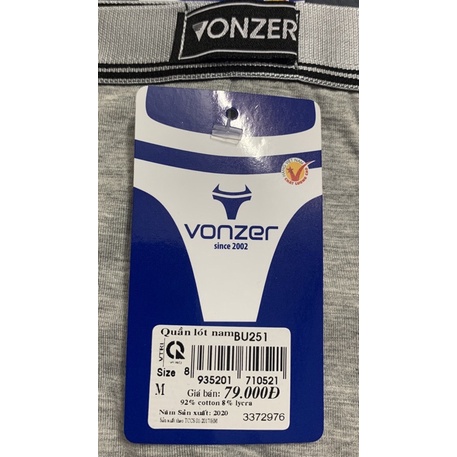 VONZER
vonzer
since 2002
Quần lót nam BU251
Size
8
935201
710521
M
Giá bán: 79.000Đ
92% cotton 8% lycra
Năm Sản xuất: 2020
3372976